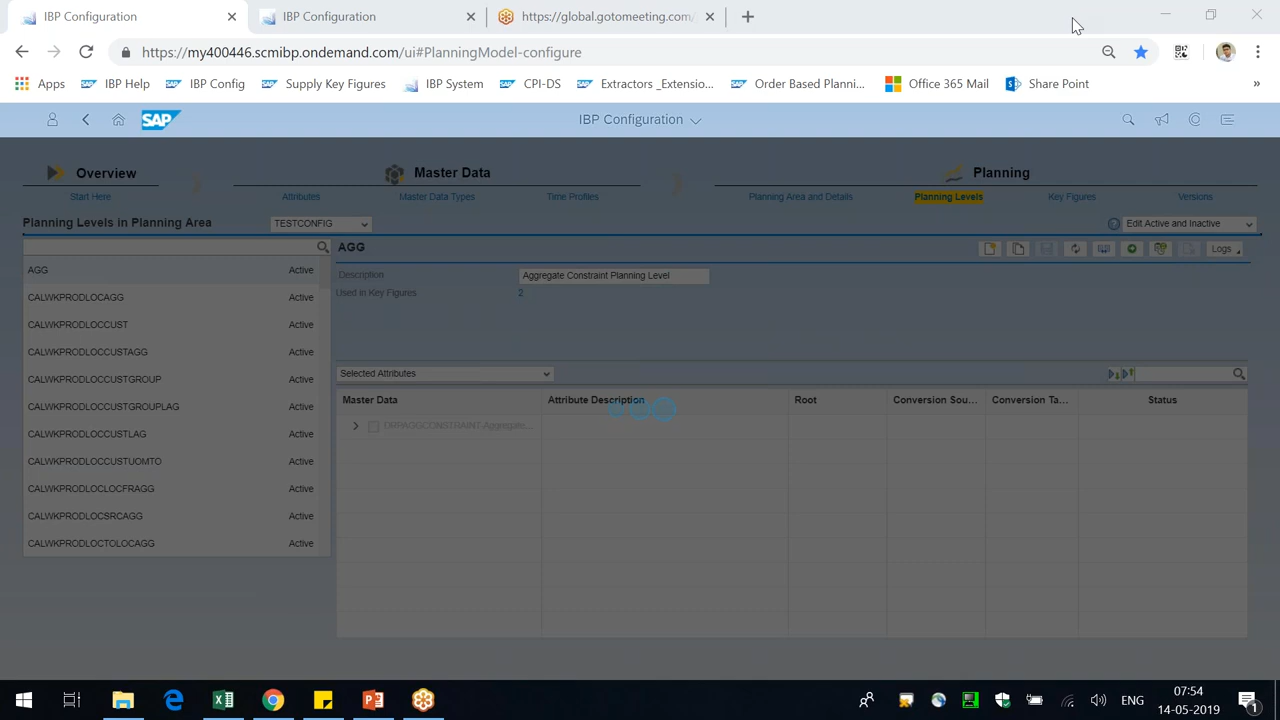 IBP Configuration
IBP Configuration
https://global.gotomeeting.com/
https://my400446.scmibp.ondemand.com/ui#PlanningModel-configure
Apps IBP Help IBP Config Supply Key Figures IBP System CPI-DS Extractors _Extensio... Order Based Planni... Office 365 Mail Share Point »
SAP IBP Configuration
Overview Master Data Planning
Start Here Attributes Master Data Types Time Profiles Planning Area and Details Planning Levels Key Figures Versions
Planning Levels in Planning Area TESTCONFIG Edit Active and Inactive
AGG
Logs
AGG Active
Description Aggregate Constraint Planning Level
Used in Key Figures 2
CALWKPRODLOCAGG Active
CALWKPRODLOCCUST Active
CALWKPRODLOCCUSTAGG Active
CALWKPRODLOCCUSTGROUP Active
CALWKPRODLOCCUSTGROUPLAG Active
CALWKPRODLOCCUSTLAG Active
CALWKPRODLOCCUSTUOMTO Active
CALWKPRODLOCLOCFRAGG Active
CALWKPRODLOCSRCAGG Active
CALWKPRODLOCTOLOCAGG Active
Selected Attributes
Master Data Attribute Description Root Conversion Sou... Conversion Ta... Status
ENG 07:54
14-05-2019
1